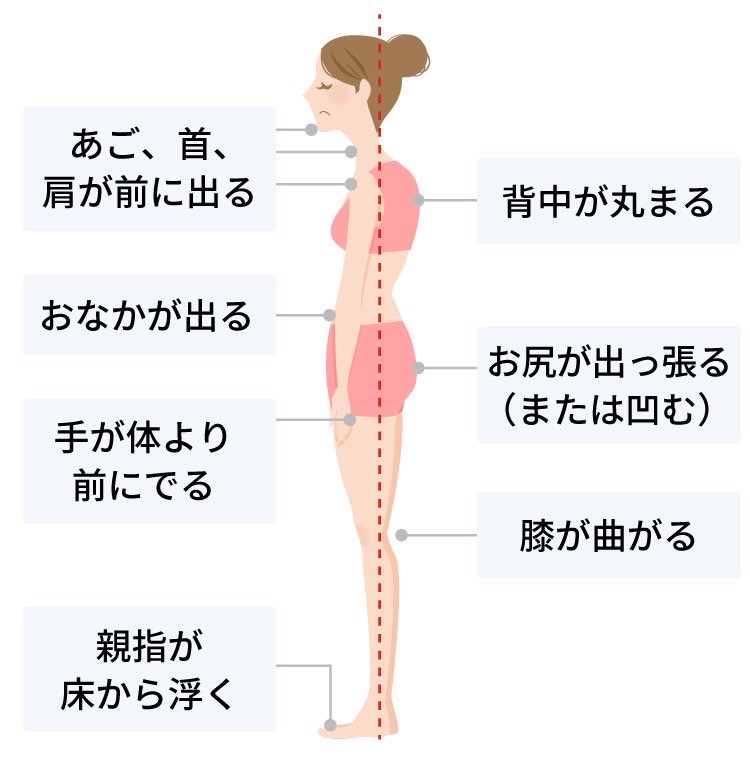 あご、首、
肩が前に出る
背中が丸まる
おなかが出る
お尻が出っ張る
（または凹む）
手が体より
前にでる
膝が曲がる
親指が
床から浮く